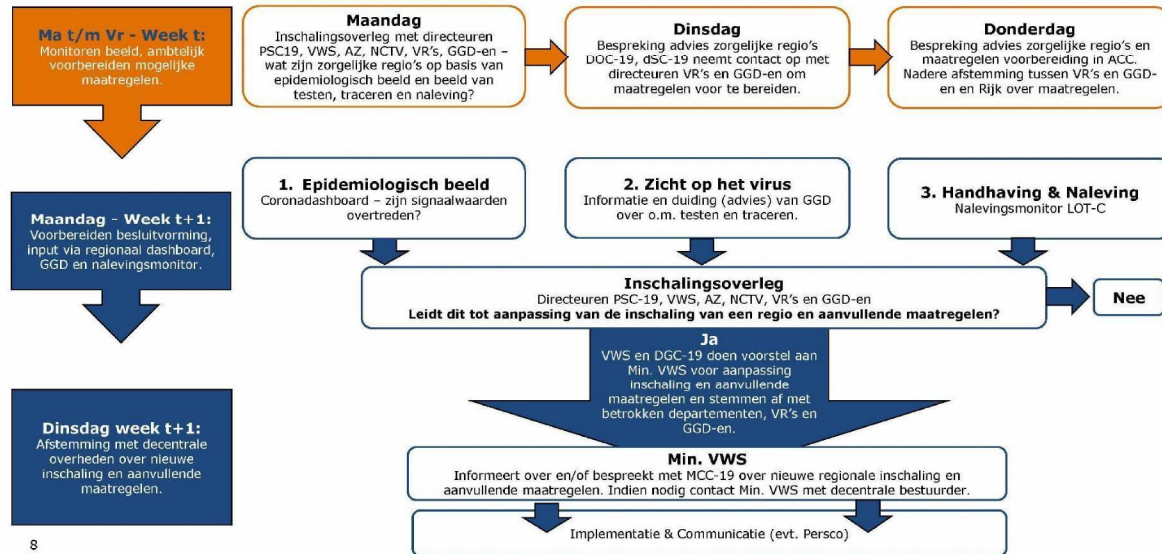 Ma t/m Vr - Week t:
Monitoren beeld, ambtelijk
voorbereiden mogelijke
maatregelen.
Maandag
Inschalingsoverleg met directeuren
PSC19, VWS, AZ, NCTV, VR's, GGD-en –
wat zijn zorgelijke regio's op basis van
epidemiologisch beeld en beeld van
testen, traceren en naleving?
Dinsdag
Bespreking advies zorgelijke regio's
DOC-19, dSC-19 neemt contact op met
directeuren VR's en GGD-en om
maatregelen voor te bereiden.
Donderdag
Bespreking advies zorgelijke regio's en
maatregelen voorbereiding in ACC.
Nadere afstemming tussen VR's en GGD-
en en Rijk over maatregelen.
Maandag - Week t+1:
Voorbereiden besluitvorming,
input via regionaal dashboard,
GGD en nalevingsmonitor.
1. Epidemiologisch beeld
Coronadashboard – zijn signaalwaarden
overtreden?
2. Zicht op het virus
Informatie en duiding (advies) van GGD
over o.m. testen en traceren.
3. Handhaving & Naleving
Nalevingsmonitor LOT-C
Inschalingsoverleg
Directeuren PSC-19, VWS, AZ, NCTV, VR's en GGD-en
Leidt dit tot aanpassing van de inschaling van een regio en aanvullende maatregelen?
Nee
Ja
VWS en DGC-19 doen voorstel aan
Min. VWS voor aanpassing
inschaling en aanvullende
maatregelen en stemmen af met
betrokken departementen, VR's en
GGD-en.
Dinsdag week t+1:
Afstemming met decentrale
overheden over nieuwe
inschaling en aanvullende
maatregelen.
Min. VWS
Informeert over en/of bespreekt met MCC-19 over nieuwe regionale inschaling en
aanvullende maatregelen. Indien nodig contact Min. VWS met decentrale bestuurder.
Implementatie & Communicatie (evt. Persco)
8